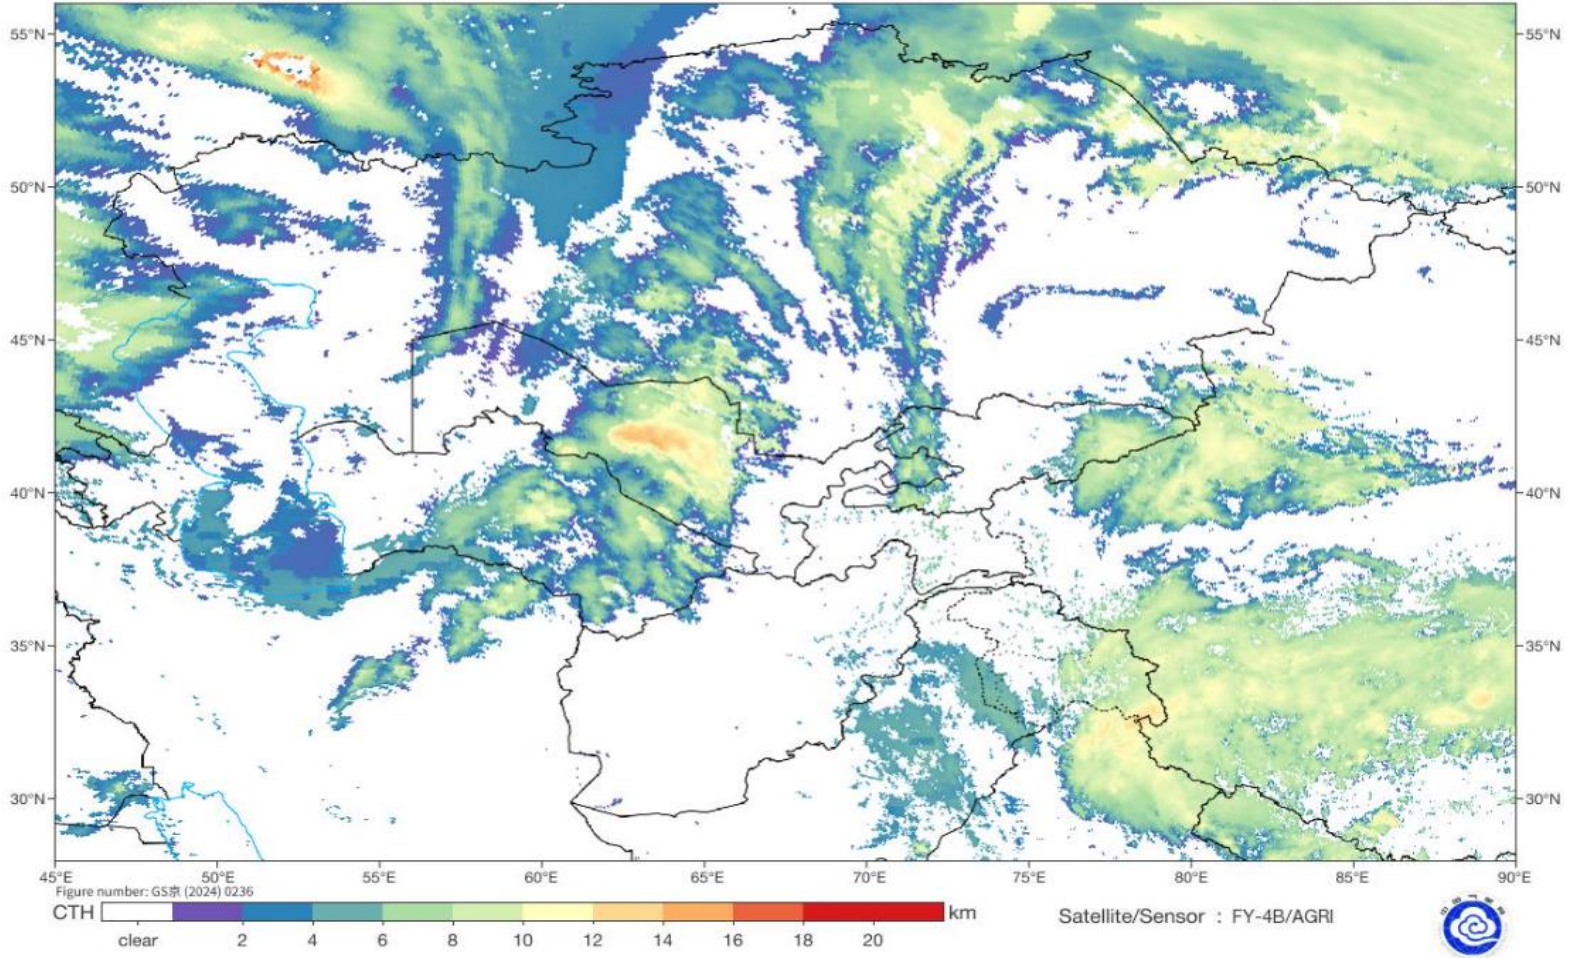 55°N 55°N
50°N 50°N
45°N 45°N
40°N 40°N
35°N 35°N
30°N 30°N
45°E 50°E 55°E 60°E 65°E 70°E 75°E 80°E 85°E 90°E
Figure number: GS京 (2024) 0236
CTH km
clear 2 4 6 8 10 12 14 16 18 20
Satellite/Sensor : FY-4B/AGRI